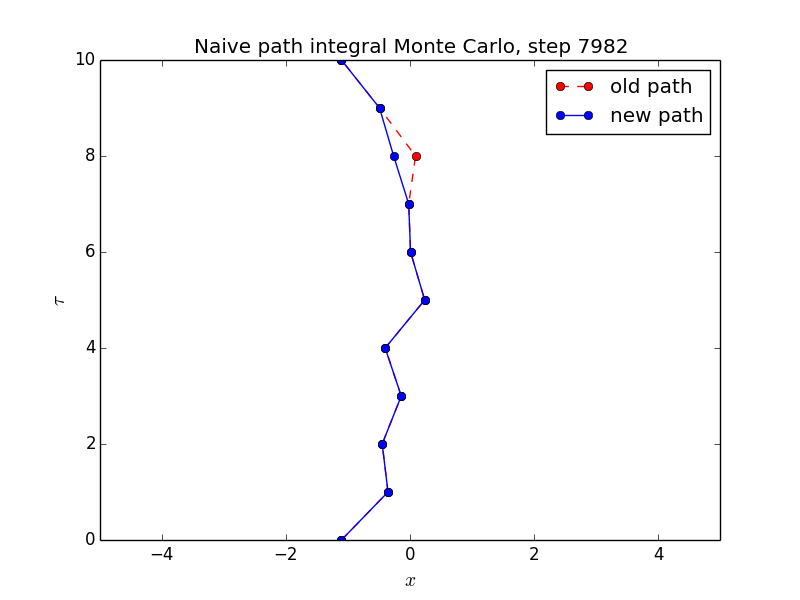 Naive path integral Monte Carlo, step 7982
old path
new path
10
8
6
4
2
0
τ
−4 −2 0 2 4
x